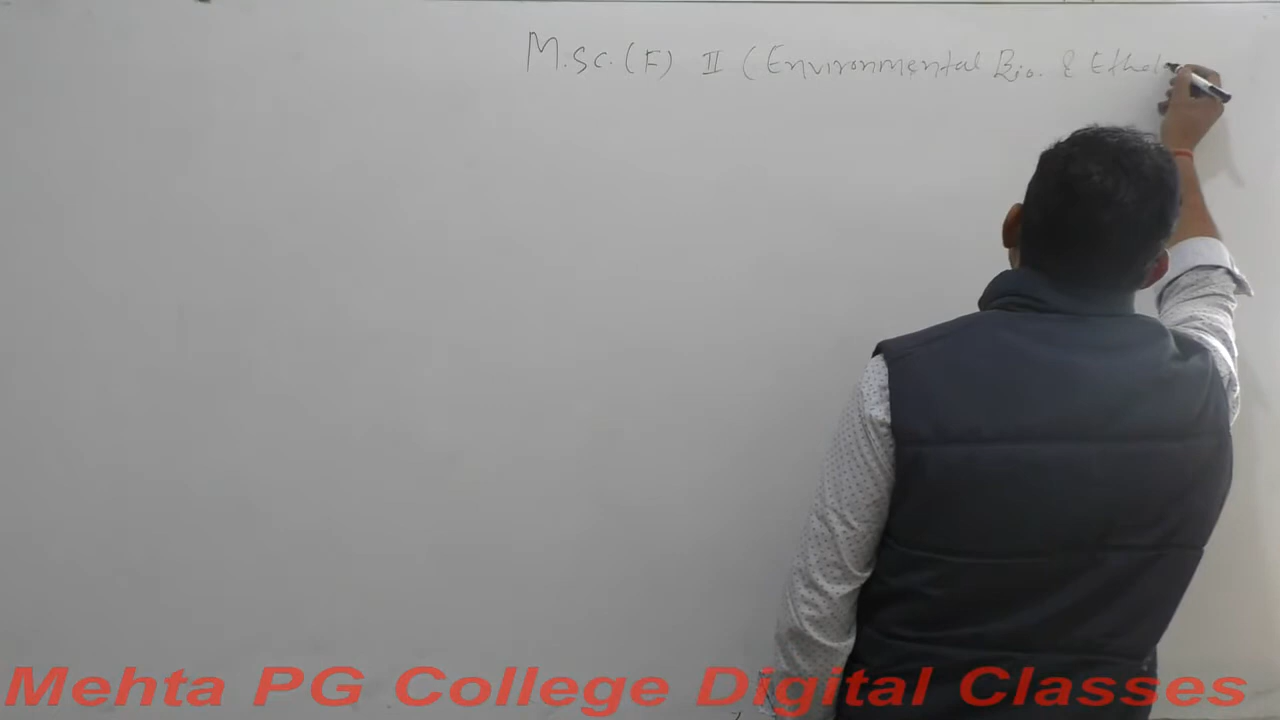 M.Sc. (F) II (Environmental Bio. & Ethol
Mehta PG College Digital Classes